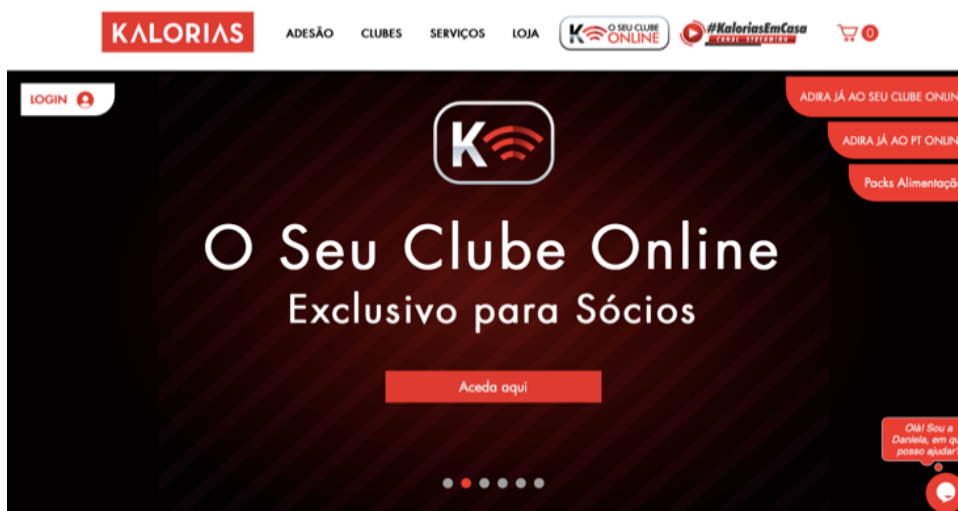 KALORIAS
ADESÃO CLUBES SERVIÇOS LOJA
K O SEU CLUBE ONLINE
#KaloriasEmCasa
CANAL STREAMING
0
LOGIN
ADIRA JÁ AO SEU CLUBE ONLIN
ADIRA JÁ AO PT ONLIN
Packs Alimentaçã
K
O Seu Clube Online
Exclusivo para Sócios
Aceda aqui
Olá! Sou a
Daniela, em qu
posso ajudar?